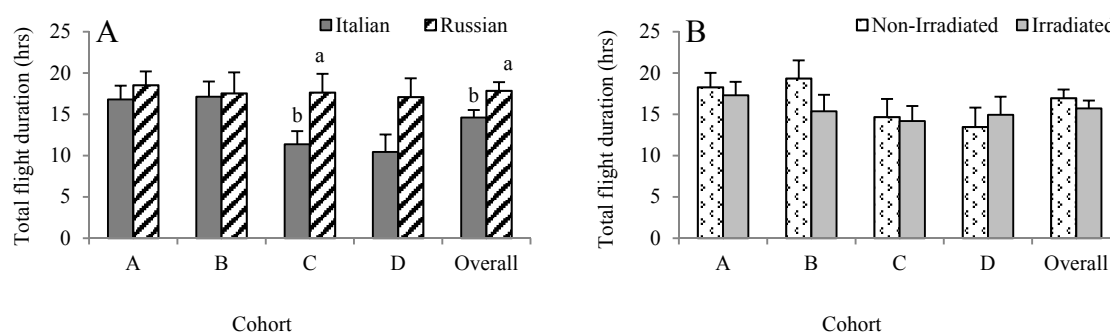 A
Italian Russian
Total flight duration (hrs)
25
20
15
10
5
0
a
b
a
b
A B C D Overall
Cohort
B
Non-Irradiated Irradiated
Total flight duration (hrs)
25
20
15
10
5
0
A B C D Overall
Cohort